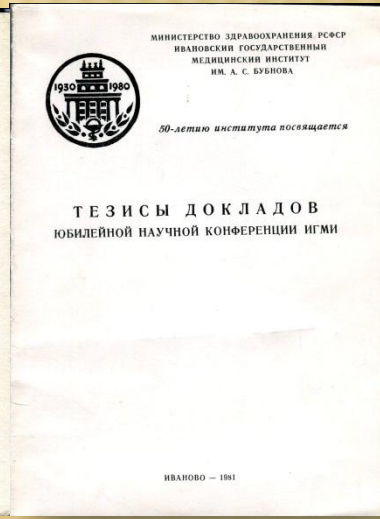 МИНИСТЕРСТВО ЗДРАВООХРАНЕНИЯ РСФСР
ИВАНОВСКИЙ ГОСУДАРСТВЕННЫЙ
МЕДИЦИНСКИЙ ИНСТИТУТ
ИМ. А. С. БУБНОВА
1930 1980
50-летию института посвящается
ТЕЗИСЫ ДОКЛАДОВ
ЮБИЛЕЙНОЙ НАУЧНОЙ КОНФЕРЕНЦИИ ИГМИ
ИВАНОВО — 1981